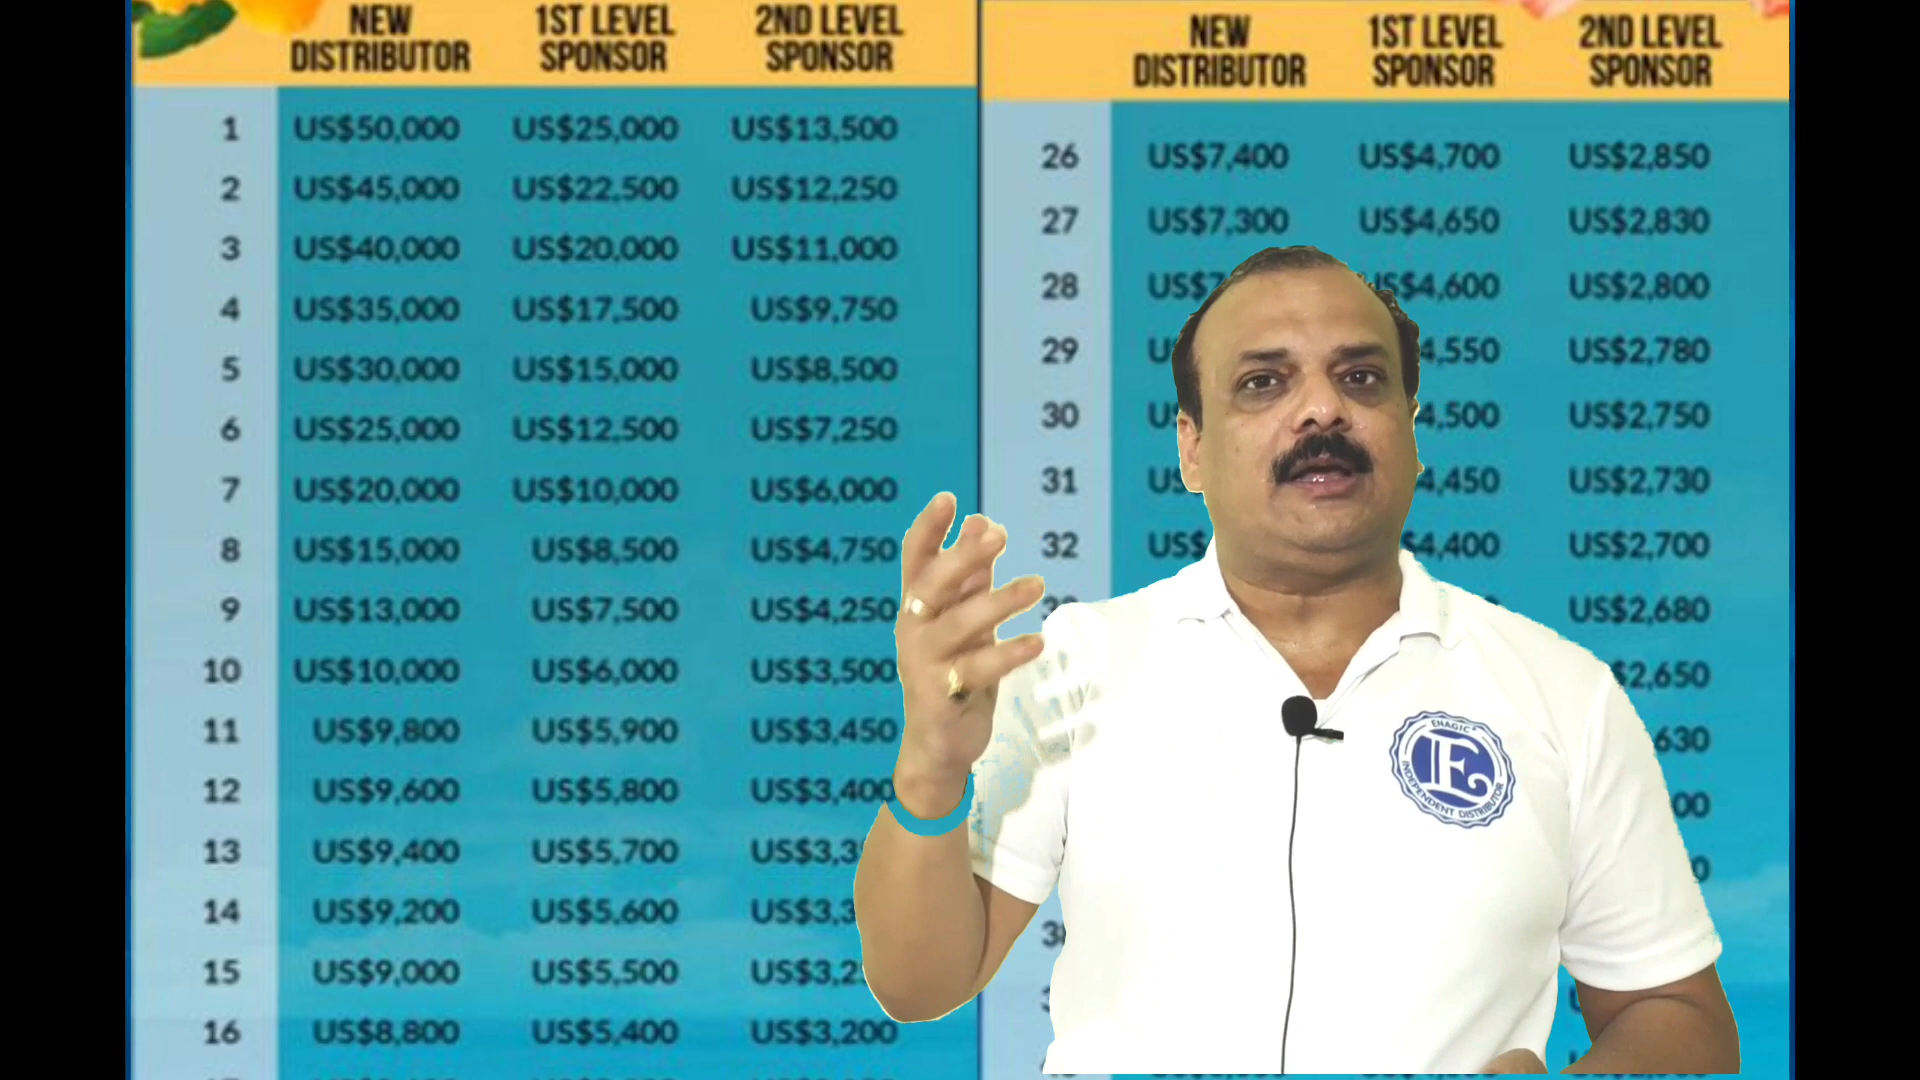 NEW DISTRIBUTOR 1ST LEVEL SPONSOR 2ND LEVEL SPONSOR
1 US$50,000 US$25,000 US$13,500
2 US$45,000 US$22,500 US$12,250
3 US$40,000 US$20,000 US$11,000
4 US$35,000 US$17,500 US$9,750
5 US$30,000 US$15,000 US$8,500
6 US$25,000 US$12,500 US$7,250
7 US$20,000 US$10,000 US$6,000
8 US$15,000 US$8,500 US$4,750
9 US$13,000 US$7,500 US$4,250
10 US$10,000 US$6,000 US$3,500
11 US$9,800 US$5,900 US$3,450
12 US$9,600 US$5,800 US$3,400
13 US$9,400 US$5,700
14 US$9,200 US$5,600
15 US$9,000 US$5,500
16 US$8,800 US$5,400 US$3,200
NEW DISTRIBUTOR 1ST LEVEL SPONSOR 2ND LEVEL SPONSOR
26 US$7,400 US$4,700 US$2,850
27 US$7,300 US$4,650 US$2,830
28 US$4,600 US$2,800
29 4,550 US$2,780
30 4,500 US$2,750
31 4,450 US$2,730
32 $4,400 US$2,700
US$2,680
$2,650
630
ENAGIC
E
INDEPENDENT DISTRIBUTOR